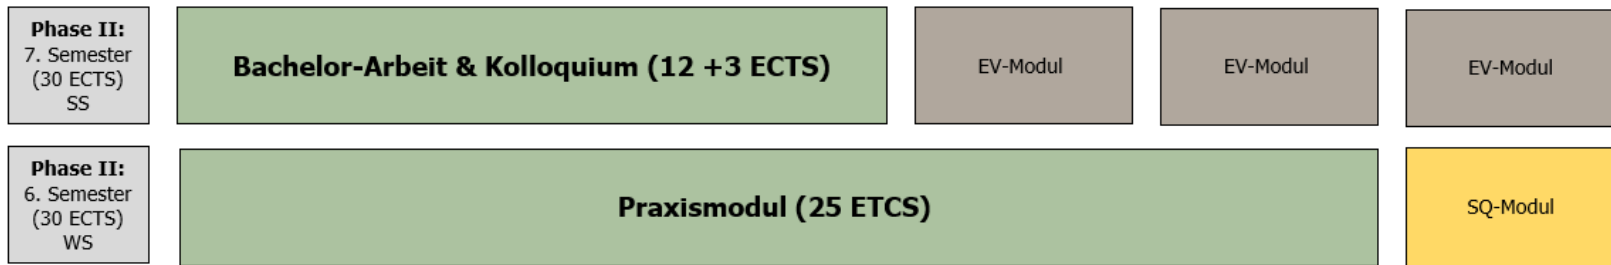 Phase II:
7. Semester
(30 ECTS)
SS
Bachelor-Arbeit & Kolloquium (12 +3 ECTS)
EV-Modul
EV-Modul
EV-Modul
Phase II:
6. Semester
(30 ECTS)
WS
Praxismodul (25 ETCS)
SQ-Modul